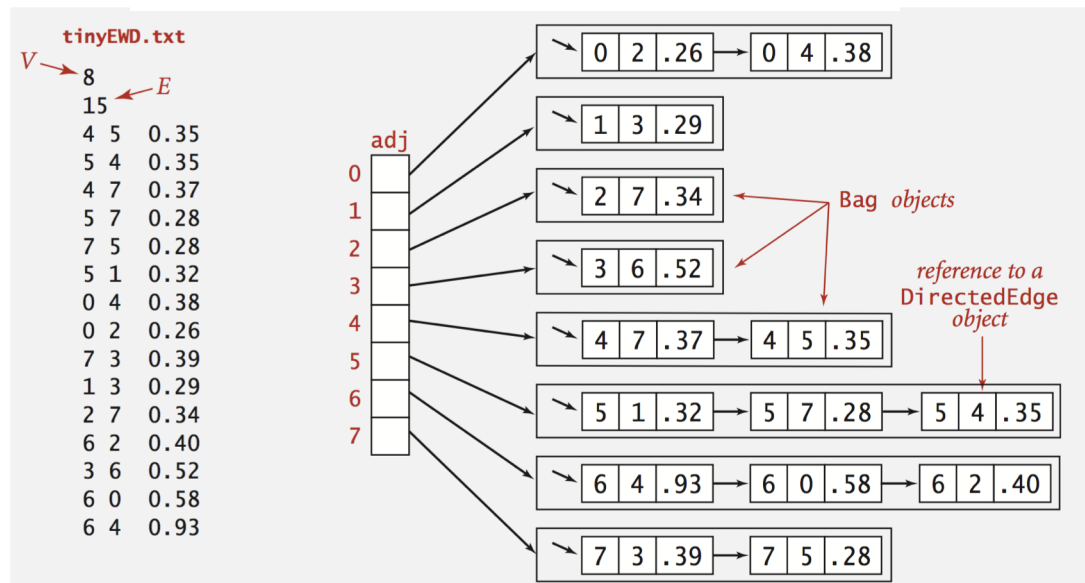 tinyEWD.txt
V
8
15
E
4 5 0.35
5 4 0.35
4 7 0.37
5 7 0.28
7 5 0.28
5 1 0.32
0 4 0.38
0 2 0.26
7 3 0.39
1 3 0.29
2 7 0.34
6 2 0.40
3 6 0.52
6 0 0.58
6 4 0.93
adj
0
1
2
3
4
5
6
7
0 2 .26 0 4 .38
1 3 .29
2 7 .34
3 6 .52
4 7 .37 4 5 .35
5 1 .32 5 7 .28 5 4 .35
6 4 .93 6 0 .58 6 2 .40
7 3 .39 7 5 .28
Bag objects
reference to a
DirectedEdge
object